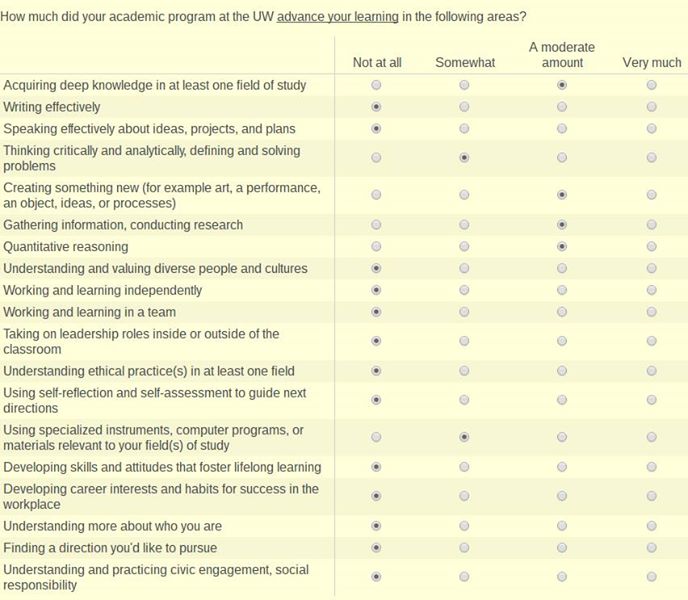 How much did your academic program at the UW advance your learning in the following areas?
Not at all Somewhat A moderate amount Very much
Acquiring deep knowledge in at least one field of study
Writing effectively
Speaking effectively about ideas, projects, and plans
Thinking critically and analytically, defining and solving
problems
Creating something new (for example art, a performance,
an object, ideas, or processes)
Gathering information, conducting research
Quantitative reasoning
Understanding and valuing diverse people and cultures
Working and learning independently
Working and learning in a team
Taking on leadership roles inside or outside of the
classroom
Understanding ethical practice(s) in at least one field
Using self-reflection and self-assessment to guide next
directions
Using specialized instruments, computer programs, or
materials relevant to your field(s) of study
Developing skills and attitudes that foster lifelong learning
Developing career interests and habits for success in the
workplace
Understanding more about who you are
Finding a direction you'd like to pursue
Understanding and practicing civic engagement, social
responsibility